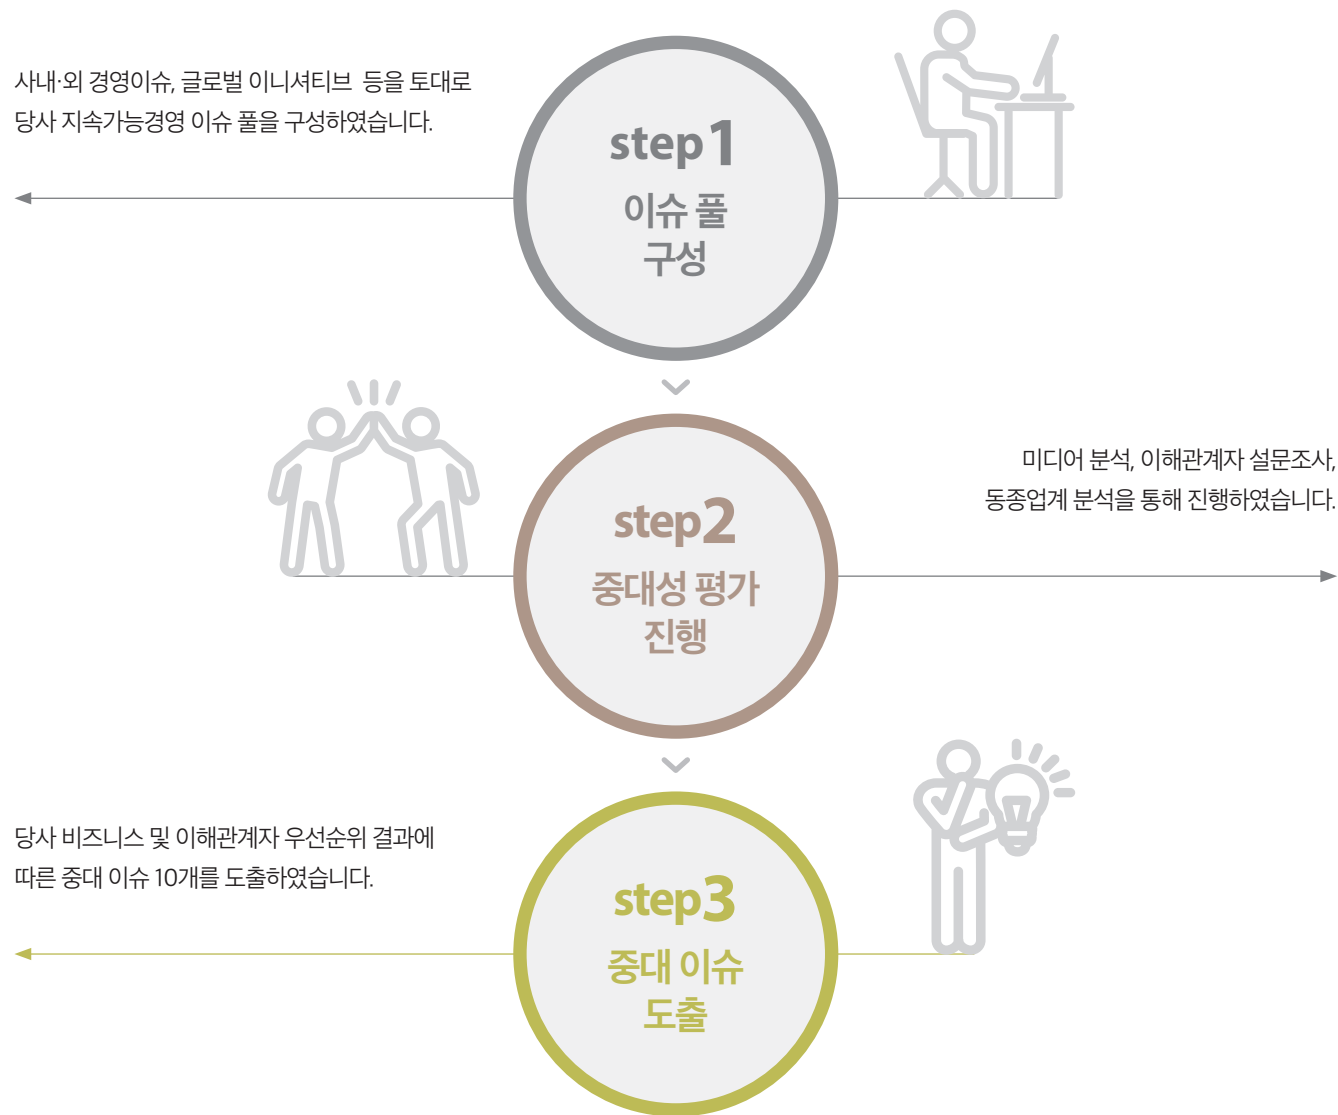 사내·외 경영이슈, 글로벌 이니셔티브 등을 토대로
당사 지속가능경영 이슈 풀을 구성하였습니다.
step1
이슈 풀
구성
step2
중대성 평가
진행
미디어 분석, 이해관계자 설문조사,
동종업계 분석을 통해 진행하였습니다.
당사 비즈니스 및 이해관계자 우선순위 결과에
따른 중대 이슈 10개를 도출하였습니다.
step3
중대 이슈
도출